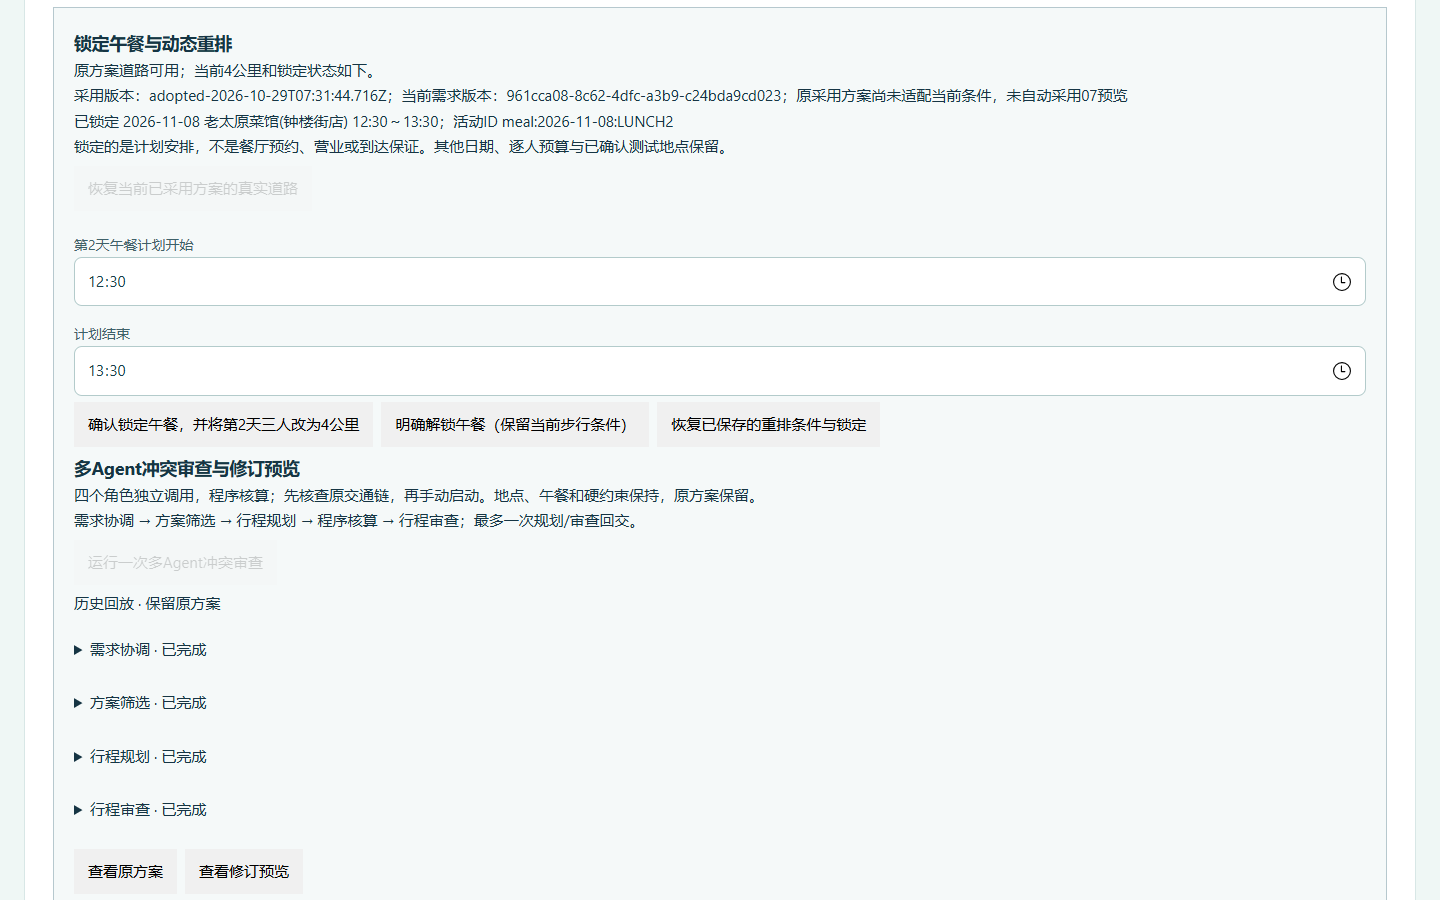 锁定午餐与动态重排
原方案道路可用；当前4公里和锁定状态如下。
采用版本：adopted-2026-10-29T07:31:44.716Z；当前需求版本：961cca08-8c62-4dfc-a3b9-c24bda9cd023；原采用方案尚未适配当前条件，未自动采用07预览
已锁定 2026-11-08 老太原菜馆(钟楼街店) 12:30～13:30；活动ID meal:2026-11-08:LUNCH2
锁定的是计划安排，不是餐厅预约、营业或到达保证。其他日期、逐人预算与已确认测试地点保留。
恢复当前已采用方案的真实道路
第2天午餐计划开始
12:30
计划结束
13:30
确认锁定午餐，并将第2天三人改为4公里 明确解锁午餐（保留当前步行条件） 恢复已保存的重排条件与锁定
多Agent冲突审查与修订预览
四个角色独立调用，程序核算；先核查原交通链，再手动启动。地点、午餐和硬约束保持，原方案保留。
需求协调 → 方案筛选 → 行程规划 → 程序核算 → 行程审查；最多一次规划/审查回交。
运行一次多Agent冲突审查
历史回放 · 保留原方案
▶ 需求协调 · 已完成
▶ 方案筛选 · 已完成
▶ 行程规划 · 已完成
▶ 行程审查 · 已完成
查看原方案 查看修订预览